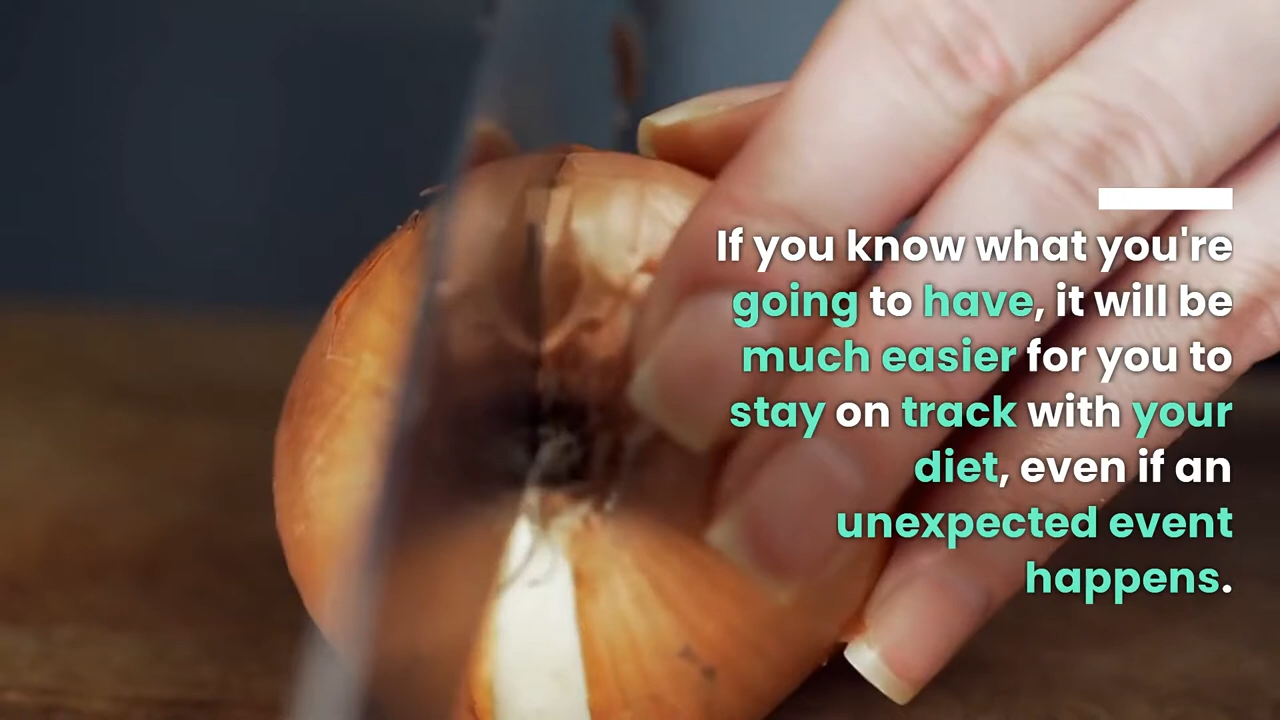 If you know what you're
going to have, it will be
much easier for you to
stay on track with your
diet, even if an
unexpected event
happens.